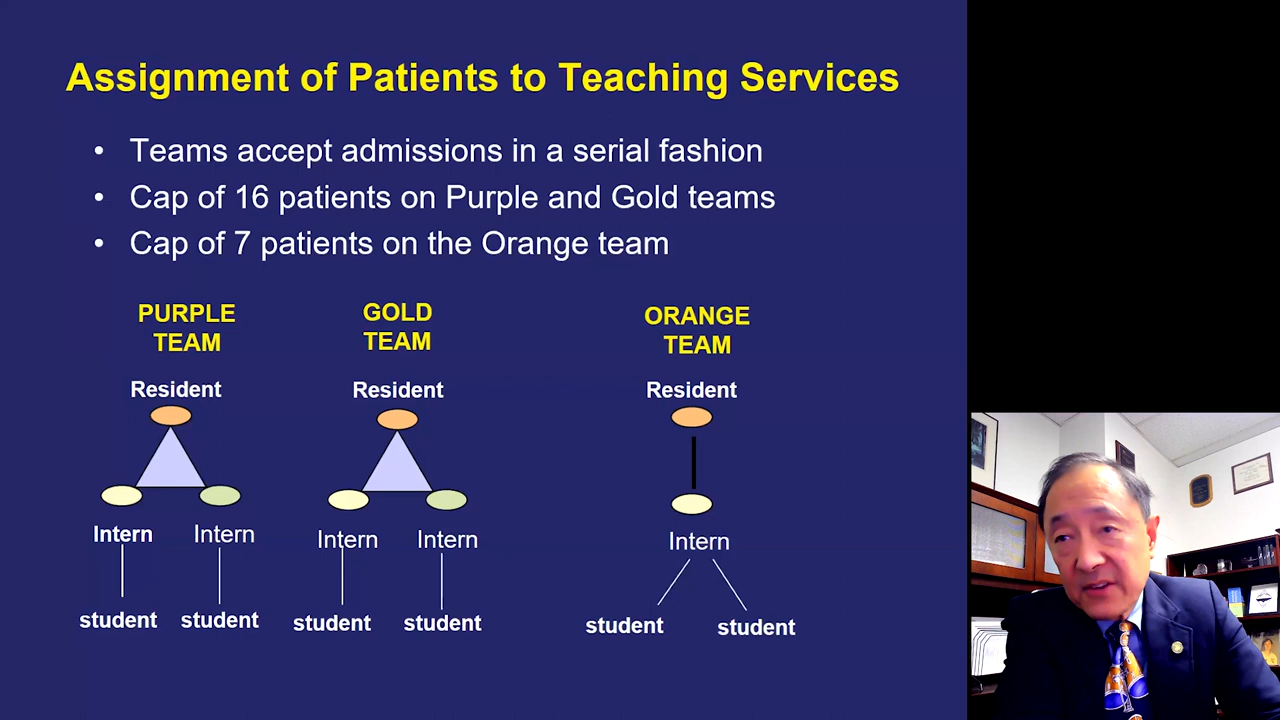 Assignment of Patients to Teaching Services
• Teams accept admissions in a serial fashion
• Cap of 16 patients on Purple and Gold teams
• Cap of 7 patients on the Orange team
PURPLE
TEAM
Resident
Intern Intern
student student
GOLD
TEAM
Resident
Intern Intern
student student
ORANGE
TEAM
Resident
Intern
student student